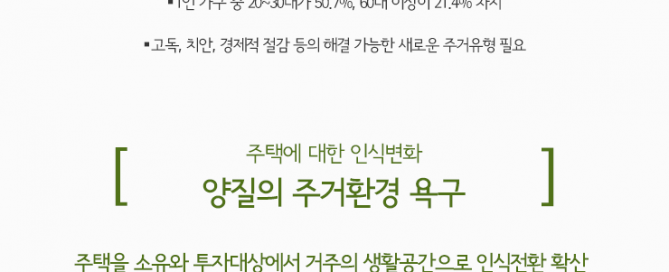 ▪1인 가구 중 20~30대가 50.7%, 60대 이상이 21.4% 차지
▪고독, 치안, 경제적 절감 등의 해결 가능한 새로운 주거유형 필요
[ 주택에 대한 인식변화
양질의 주거환경 욕구 ]
주택을 소유와 투자대상에서 거주의 생활공간으로 인식전환 확산